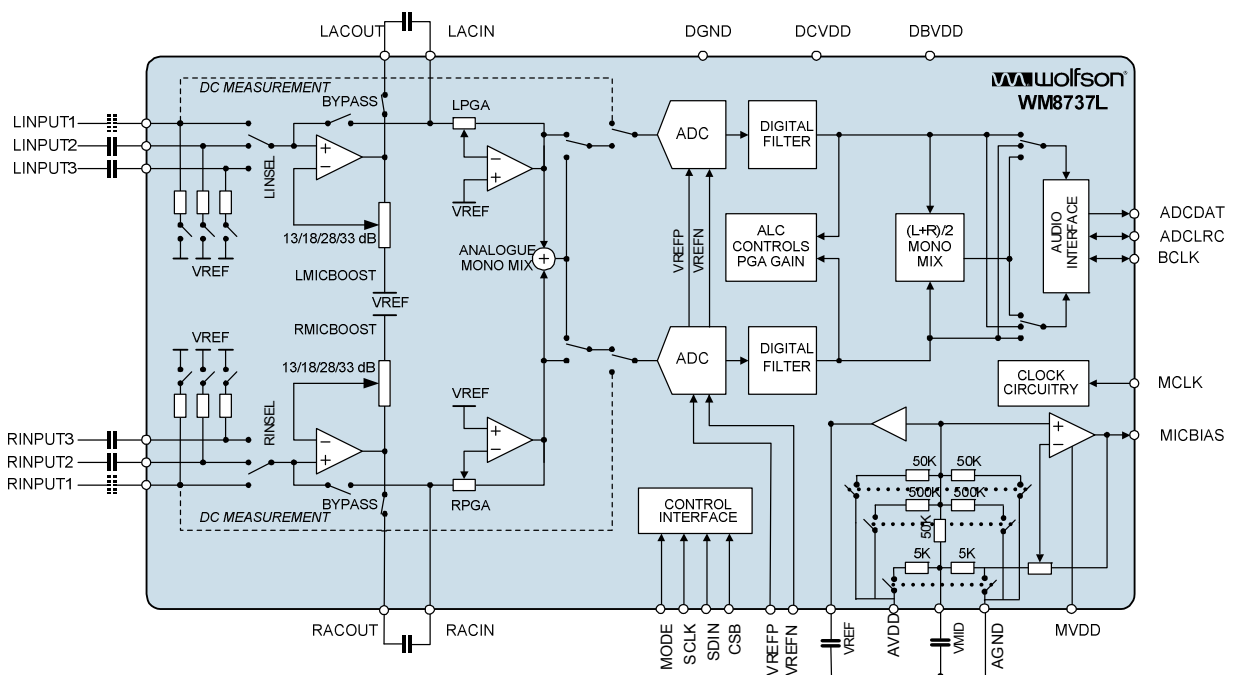 LACOUT LACIN DGND DCVDD DBVDD
wolfson
WM8737L
DC MEASUREMENT
BYPASS
LPGA
LINPUT1
LINPUT2
LINPUT3
LINSEL
ADC
DIGITAL
FILTER
VREF
VREF
13/18/28/33 dB
LMICBOOST
VREF
RMICBOOST
13/18/28/33 dB
ANALOGUE
MONO MIX
VREFP
VREFN
ALC
CONTROLS
PGA GAIN
(L+R)/2
MONO
MIX
AUDIO
INTERFACE
ADCDAT
ADCLRC
BCLK
VREF
VREF
ADC
DIGITAL
FILTER
CLOCK
CIRCUITRY
MCLK
MICBIAS
RINPUT3
RINPUT2
RINPUT1
RINSEL
BYPASS
RPGA
DC MEASUREMENT
CONTROL
INTERFACE
50K 50K
500K 500K
50K
5K 5K
RACOUT RACIN
MODE
SCLK
SDIN
CSB
VREFP
VREFN
VREF
AVDD
VMID
AGND
MVDD